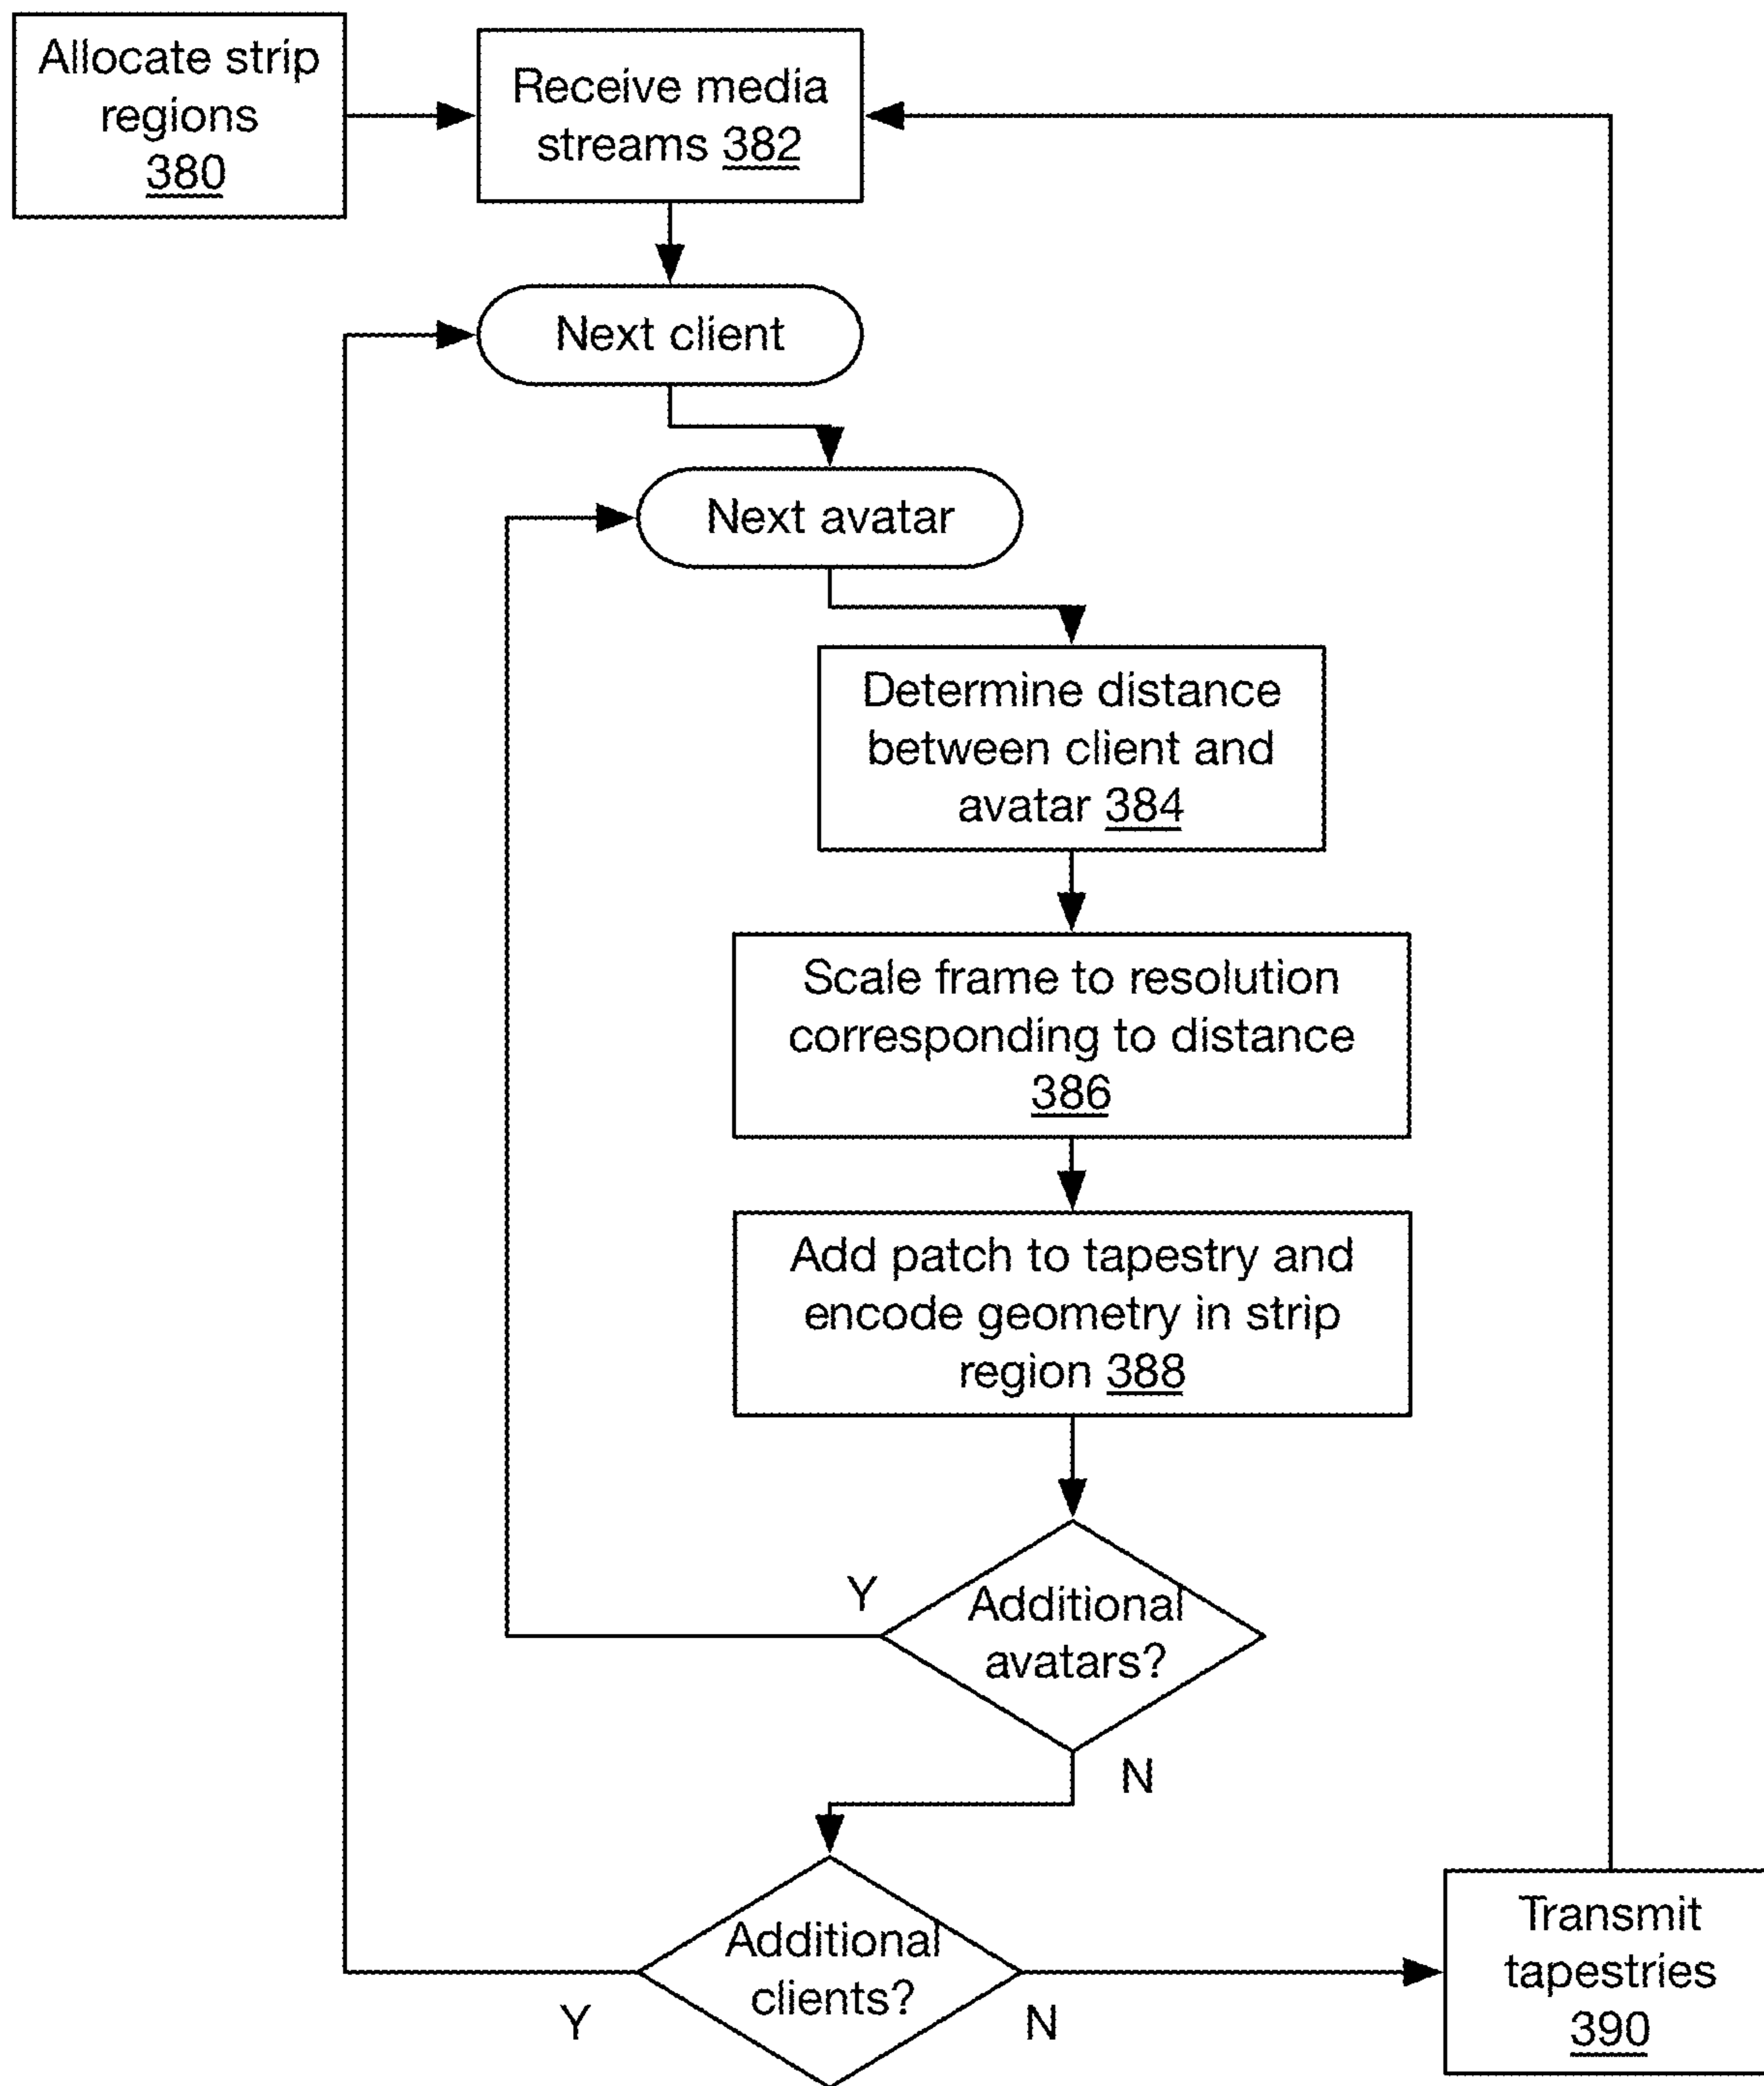 Allocate strip
regions
380
Receive media
streams 382
Next client
Next avatar
Determine distance
between client and
avatar 384
Scale frame to resolution
corresponding to distance
386
Add patch to tapestry and
encode geometry in strip
region 388
Y
Additional
avatars?
N
Additional
clients?
Y
N
Transmit
tapestries
390